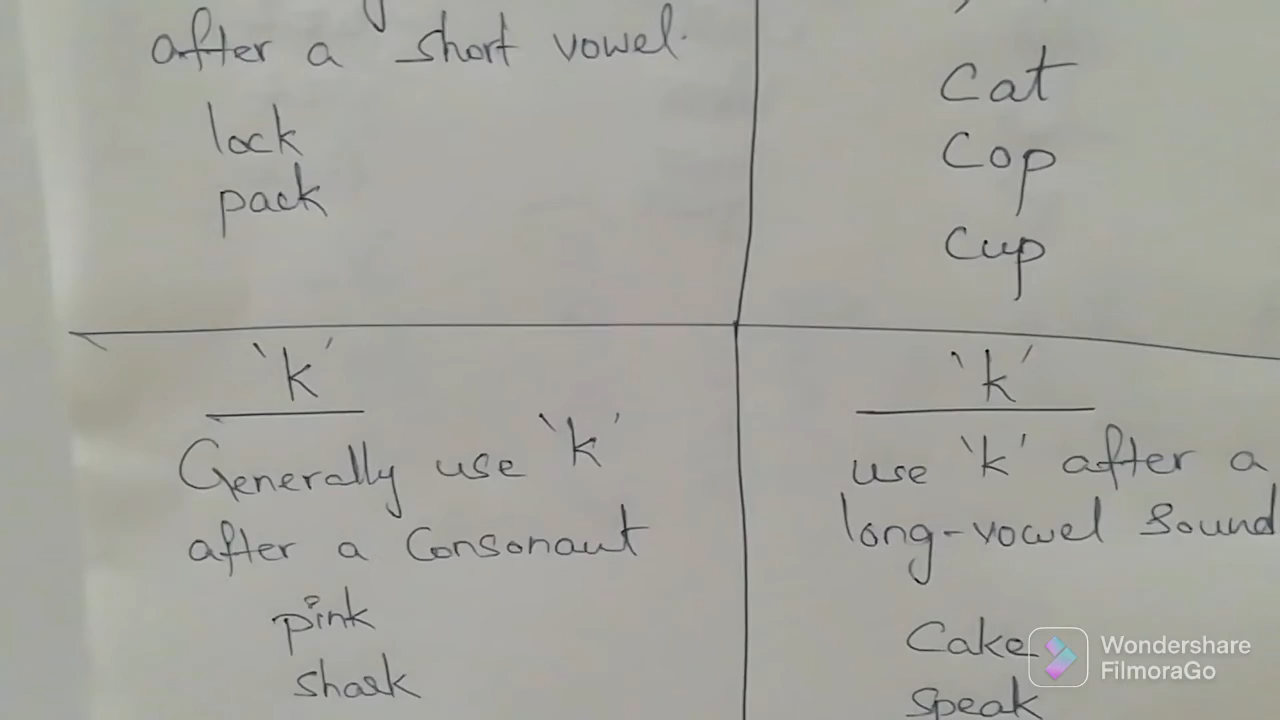 after a short vowel.
lock
pack
Cat
Cop
Cup
'k'
Generally use 'k'
after a Consonant
pink
shark
'k'
use 'k' after a
long-vowel sound
Cake
speak
Wondershare
FilmoraGo